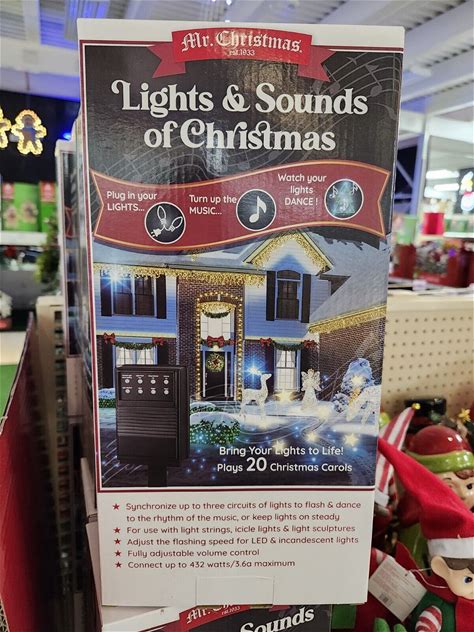 Mr. Christmas
EST. 1933
Lights & Sounds
of Christmas
Plug in your
LIGHTS...
Turn up the
MUSIC...
Watch your
lights
DANCE !
Bring Your Lights to Life!
Plays 20 Christmas Carols
★ Synchronize up to three circuits of lights to flash & dance
to the rhythm of the music, or keep lights on steady
★ For use with light strings, icicle lights & light sculptures
★ Adjust the flashing speed for LED & incandescent lights
★ Fully adjustable volume control
★ Connect up to 432 watts/3.6a maximum
Mr. Christmas
EST. 1933
Sounds